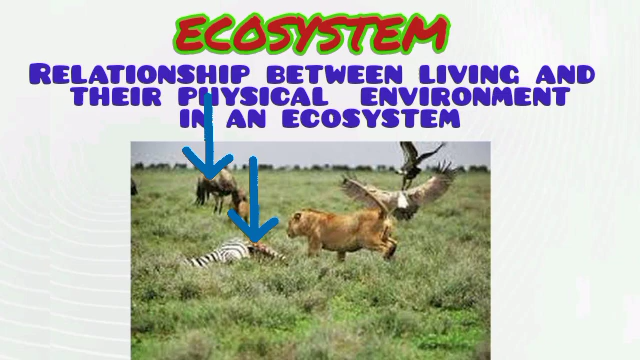 ECOSYSTEM
RELATIONSHIP BETWEEN LIVING AND
THEIR PHYSICAL ENVIRONMENT
IN AN ECOSYSTEM